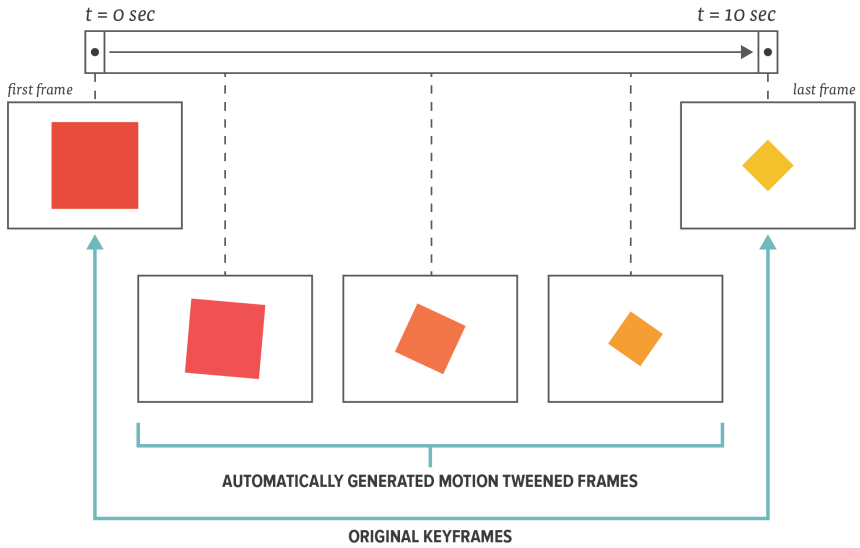 t = 0 sec
t = 10 sec
first frame
last frame
AUTOMATICALLY GENERATED MOTION TWEENED FRAMES
ORIGINAL KEYFRAMES